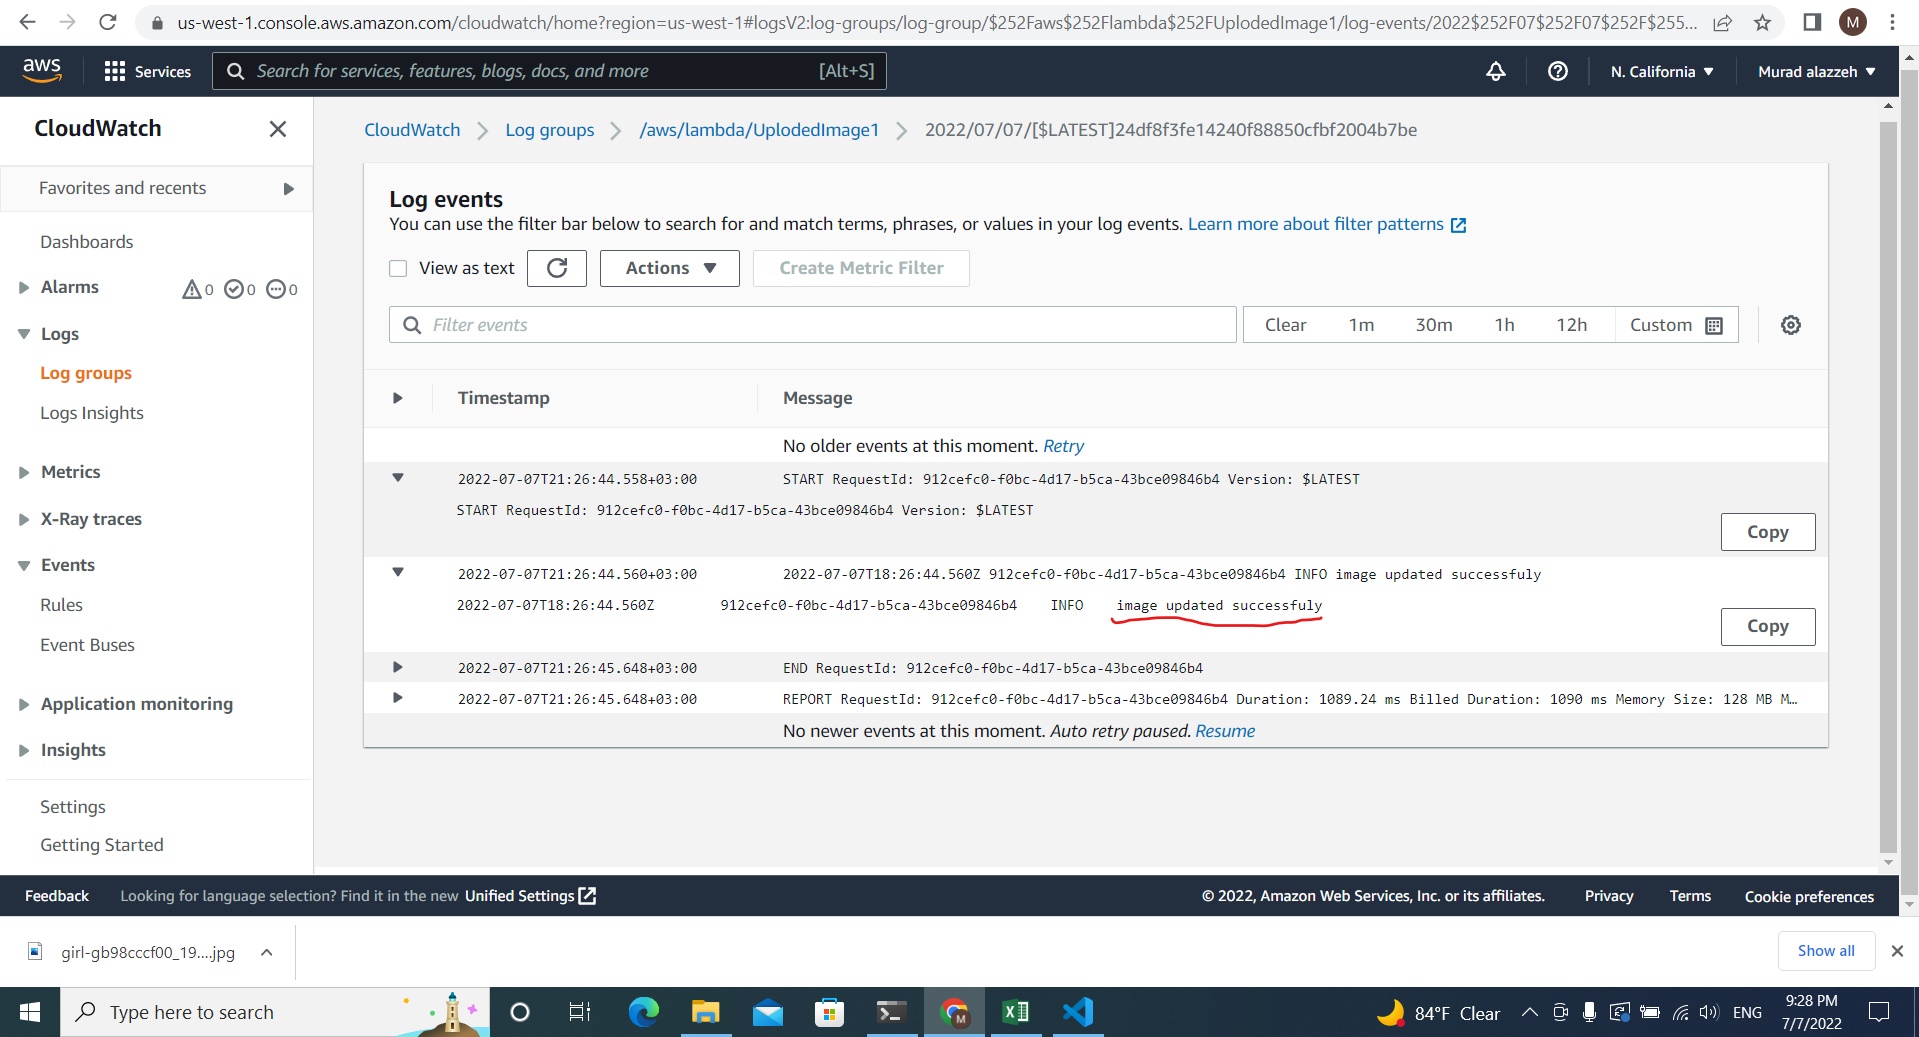 us-west-1.console.aws.amazon.com/cloudwatch/home?region=us-west-1#logsV2:log-groups/log-group/$252Faws$252Flambda$252FUplodedImage1/log-events/2022$252F07$252F07$252F$255...
M
aws
Services
Search for services, features, blogs, docs, and more [Alt+S]
N. California
Murad alazzeh
CloudWatch
Favorites and recents
Dashboards
Alarms 0 0 0
Logs
Log groups
Logs Insights
Metrics
X-Ray traces
Events
Rules
Event Buses
Application monitoring
Insights
Settings
Getting Started
CloudWatch Log groups /aws/lambda/UplodedImage1 2022/07/07/[$LATEST]24df8f3fe14240f88850cfbf2004b7be
Log events
You can use the filter bar below to search for and match terms, phrases, or values in your log events. Learn more about filter patterns
View as text Actions Create Metric Filter
Filter events Clear 1m 30m 1h 12h Custom
Timestamp Message
No older events at this moment. Retry
2022-07-07T21:26:44.558+03:00 START RequestId: 912cefc0-f0bc-4d17-b5ca-43bce09846b4 Version: $LATEST
START RequestId: 912cefc0-f0bc-4d17-b5ca-43bce09846b4 Version: $LATEST
Copy
2022-07-07T21:26:44.560+03:00 2022-07-07T18:26:44.560Z 912cefc0-f0bc-4d17-b5ca-43bce09846b4 INFO image updated successfuly
2022-07-07T18:26:44.560Z 912cefc0-f0bc-4d17-b5ca-43bce09846b4 INFO image updated successfuly
Copy
2022-07-07T21:26:45.648+03:00 END RequestId: 912cefc0-f0bc-4d17-b5ca-43bce09846b4
2022-07-07T21:26:45.648+03:00 REPORT RequestId: 912cefc0-f0bc-4d17-b5ca-43bce09846b4 Duration: 1089.24 ms Billed Duration: 1090 ms Memory Size: 128 MB M…
No newer events at this moment. Auto retry paused. Resume
Feedback Looking for language selection? Find it in the new Unified Settings © 2022, Amazon Web Services, Inc. or its affiliates. Privacy Terms Cookie preferences
girl-gb98cccf00_19....jpg Show all
Type here to search
M
84°F Clear ENG
9:28 PM
7/7/2022